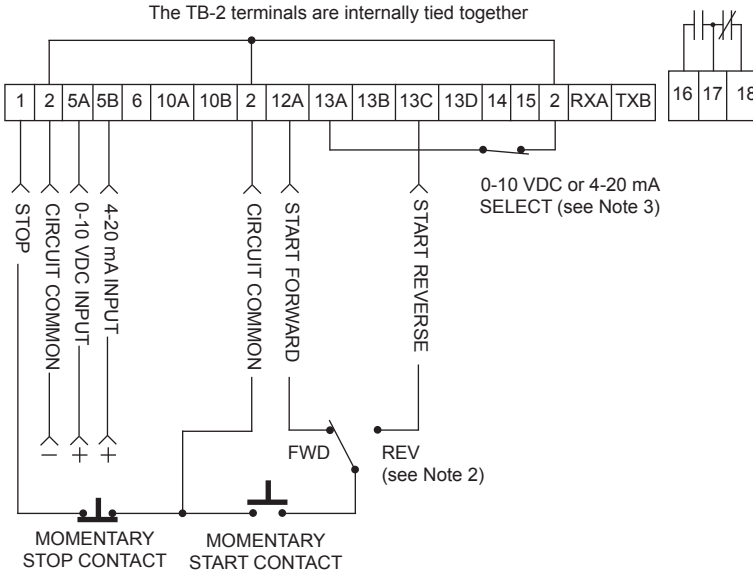 The TB-2 terminals are internally tied together
1 2 5A 5B 6 10A 10B 2 12A 13A 13B 13C 13D 14 15 2 RXA TXB
16 17 18
0-10 VDC or 4-20 mA
SELECT (see Note 3)
STOP
CIRCUIT COMMON
0-10 VDC INPUT
4-20 mA INPUT
CIRCUIT COMMON
START FORWARD
START REVERSE
− + +
FWD
REV
(see Note 2)
MOMENTARY
STOP CONTACT
MOMENTARY
START CONTACT